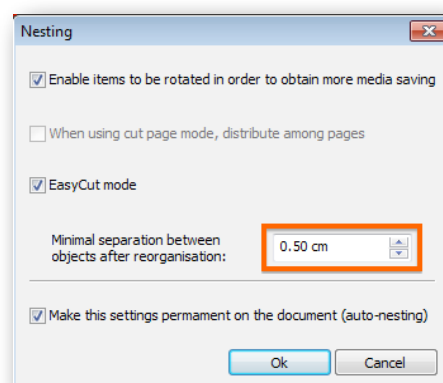 Nesting
Enable items to be rotated in order to obtain more media saving
When using cut page mode, distribute among pages
EasyCut mode
Minimal separation between
objects after reorganisation:
0.50 cm
Make this settings permament on the document (auto-nesting)
Ok
Cancel